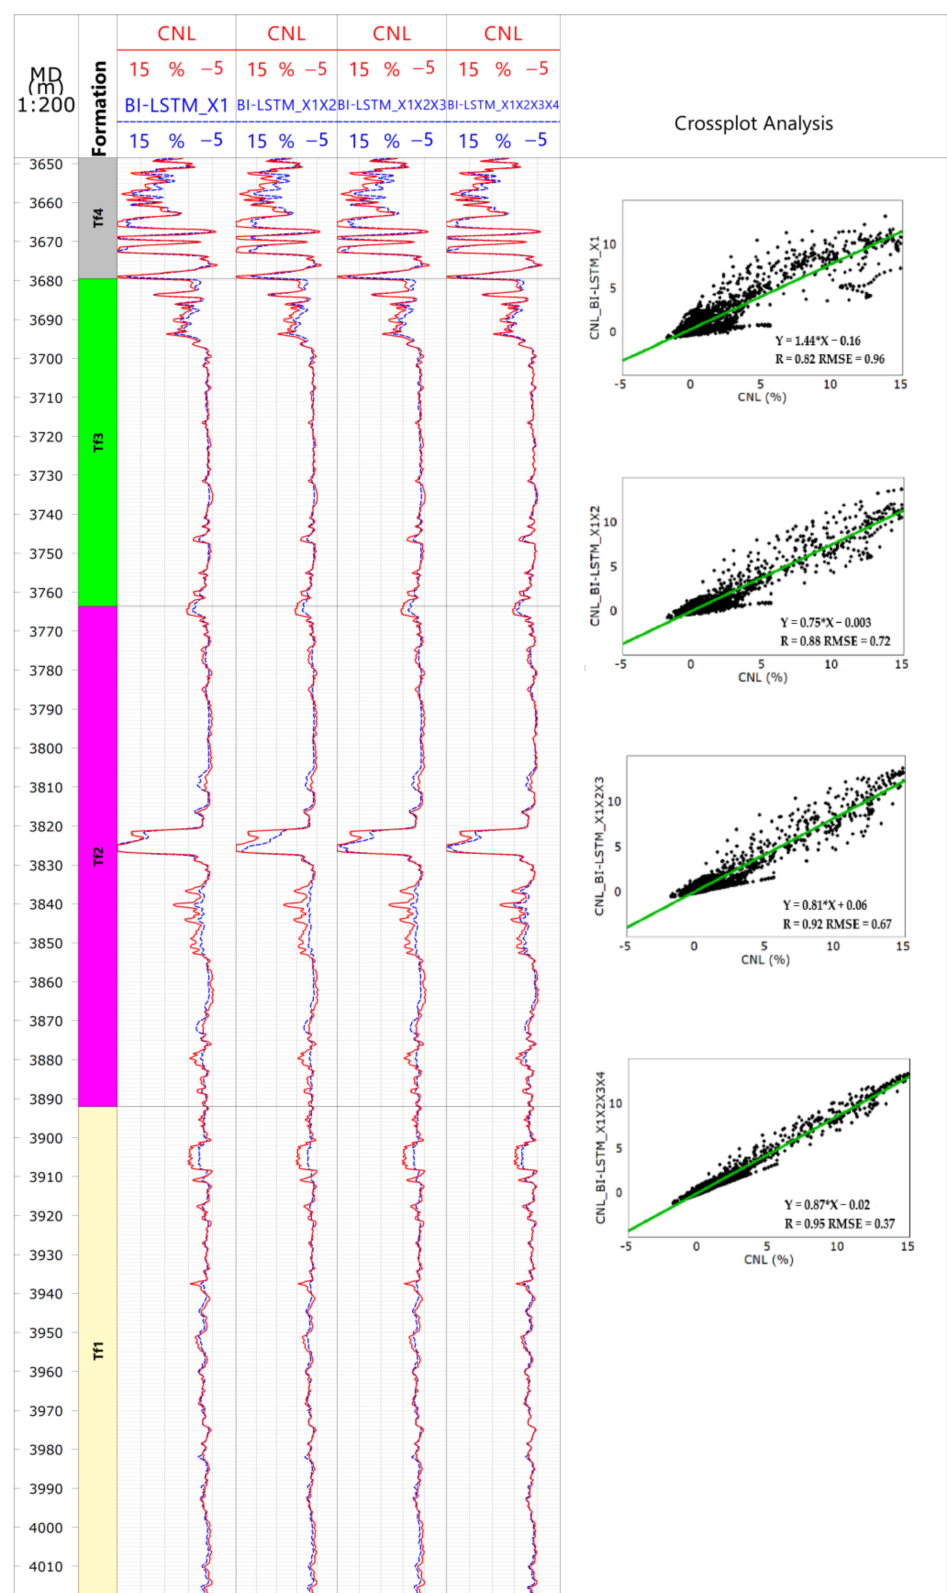 CNL CNL CNL CNL
15 % −5 15 % −5 15 % −5 15 % −5
MD
(m)
1:200
Formation
BI-LSTM_X1 BI-LSTM_X1X2 BI-LSTM_X1X2X3 BI-LSTM_X1X2X3X4
15 % −5 15 % −5 15 % −5 15 % −5
Crossplot Analysis
3650
3660
3670
3680
3690
3700
3710
3720
3730
3740
3750
3760
3770
3780
3790
3800
3810
3820
3830
3840
3850
3860
3870
3880
3890
3900
3910
3920
3930
3940
3950
3960
3970
3980
3990
4000
4010
Tf4
Tf3
Tf2
Tf1
CNL_BI-LSTM_X1
10
5
0
Y = 1.44*X − 0.16
R = 0.82 RMSE = 0.96
-5 0 5 10 15
CNL (%)
CNL_BI-LSTM_X1X2
10
5
0
Y = 0.75*X − 0.003
R = 0.88 RMSE = 0.72
-5 0 5 10 15
CNL (%)
CNL_BI-LSTM_X1X2X3
10
5
0
Y = 0.81*X + 0.06
R = 0.92 RMSE = 0.67
-5 0 5 10 15
CNL (%)
CNL_BI-LSTM_X1X2X3X4
10
5
0
Y = 0.87*X − 0.02
R = 0.95 RMSE = 0.37
-5 0 5 10 15
CNL (%)